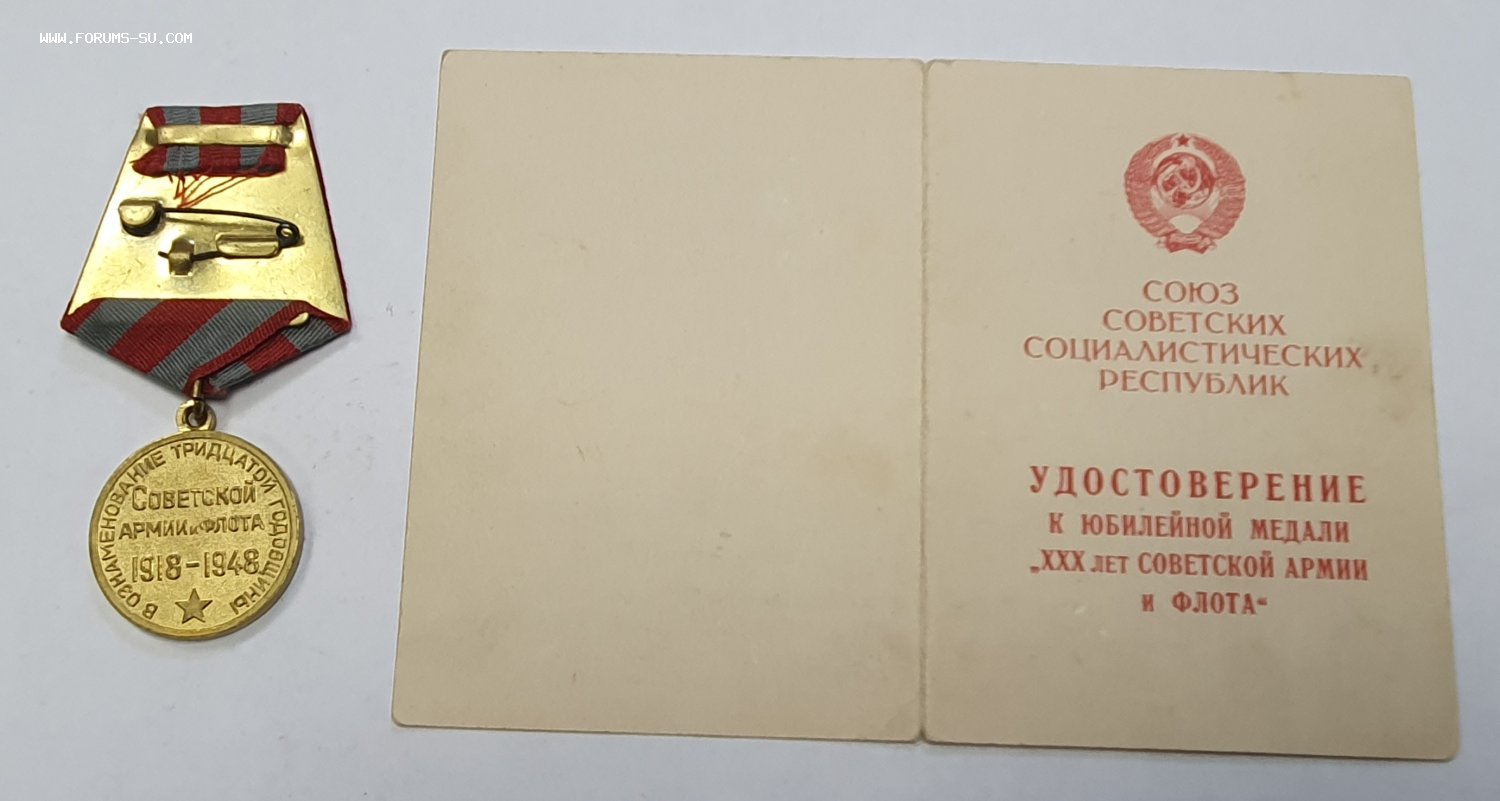 WWW.FORUMS-SU.COM
В ОЗНАМЕНОВАНИЕ ТРИДЦАТОЙ ГОДОВЩИНЫ
СОВЕТСКОЙ
АРМИИ и ФЛОТА
1918-1948
СОЮЗ
СОВЕТСКИХ
СОЦИАЛИСТИЧЕСКИХ
РЕСПУБЛИК
УДОСТОВЕРЕНИЕ
К ЮБИЛЕЙНОЙ МЕДАЛИ
„XXX ЛЕТ СОВЕТСКОЙ АРМИИ
И ФЛОТА“